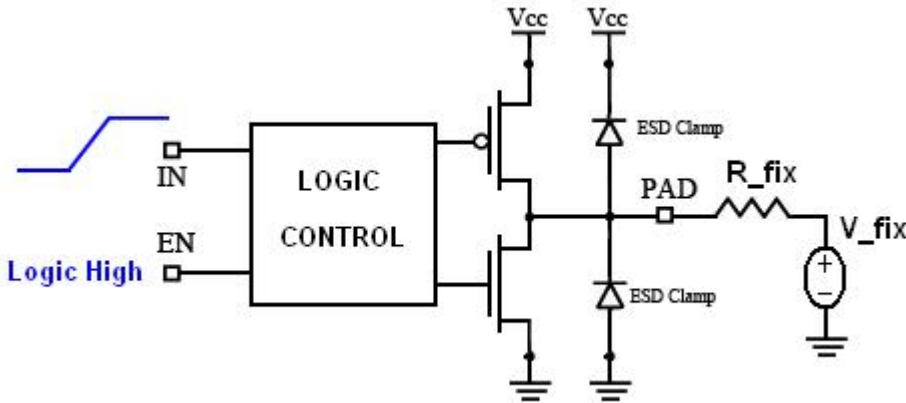 Vcc
Vcc
ESD Clamp
IN
LOGIC
CONTROL
PAD
R_fix
V_fix
EN
Logic High
ESD Clamp
+
−